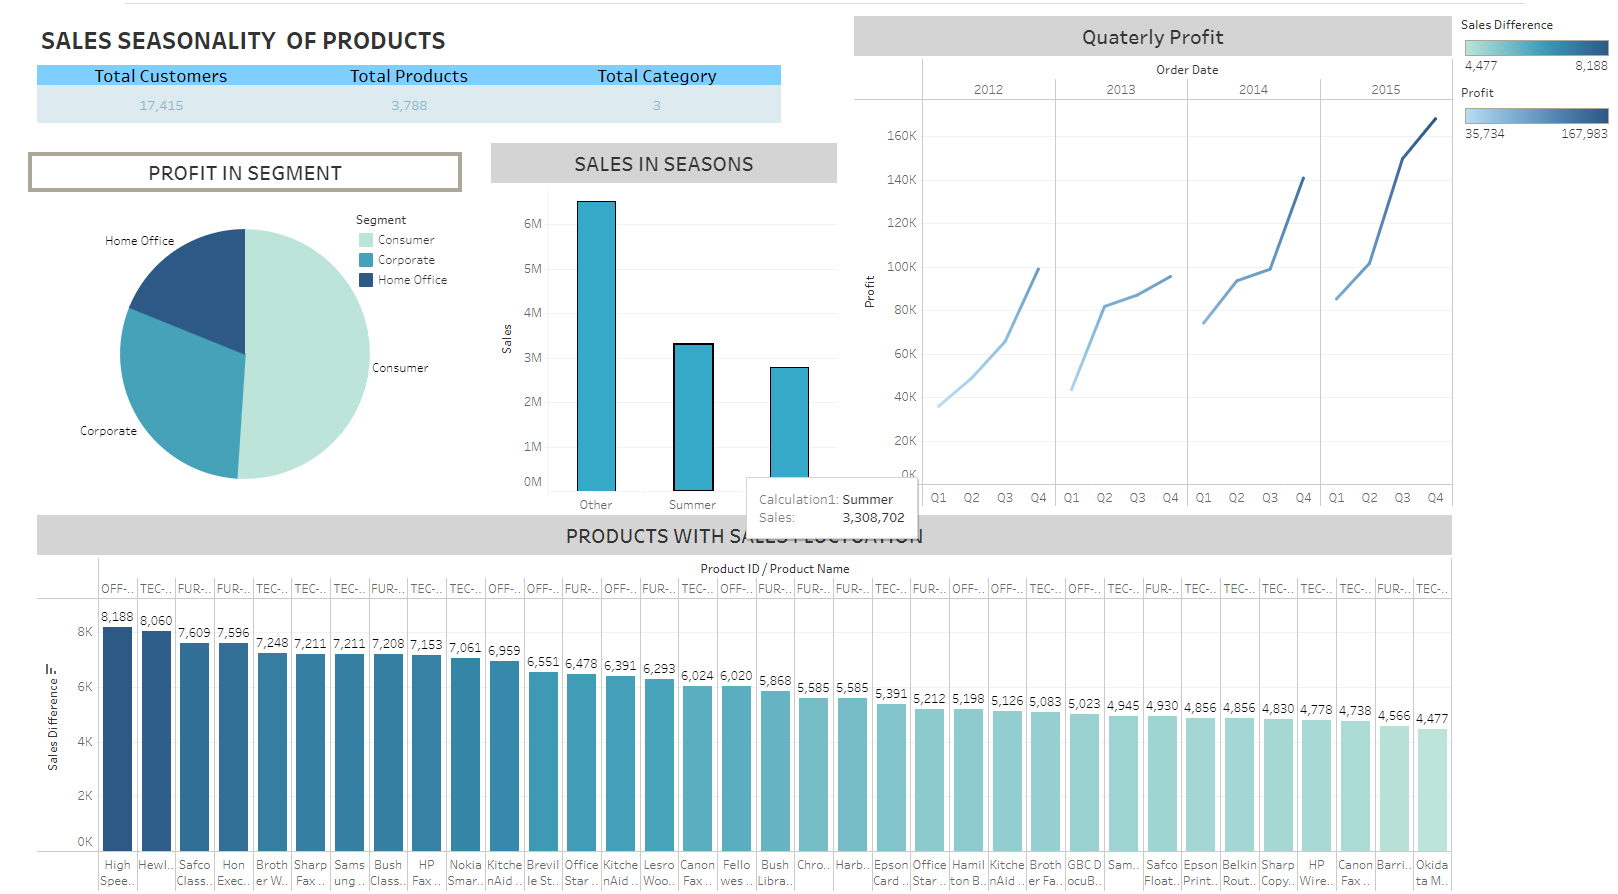 SALES SEASONALITY OF PRODUCTS
Total Customers Total Products Total Category
17,415 3,788 3
PROFIT IN SEGMENT
Segment
Consumer
Corporate
Home Office
Home Office
Consumer
Corporate
SALES IN SEASONS
Sales
6M
5M
4M
3M
2M
1M
0M
Other Summer
Calculation1: Summer
Sales: 3,308,702
Quaterly Profit
Order Date
2012 2013 2014 2015
Profit
160K
140K
120K
100K
80K
60K
40K
20K
0K
Q1 Q2 Q3 Q4 Q1 Q2 Q3 Q4 Q1 Q2 Q3 Q4 Q1 Q2 Q3 Q4
Sales Difference
4,477 8,188
Profit
35,734 167,983
PRODUCTS WITH SALES FLUCTUATION
Product ID / Product Name
OFF-.. TEC-.. FUR-.. FUR-.. TEC-.. TEC-.. TEC-.. FUR-.. TEC-.. TEC-.. OFF-.. OFF-.. FUR-.. OFF-.. FUR-.. TEC-.. OFF-.. FUR-.. FUR-.. FUR-.. TEC-.. FUR-.. OFF-.. OFF-.. TEC-.. OFF-.. TEC-.. FUR-.. TEC-.. TEC-.. TEC-.. TEC-.. TEC-.. FUR-.. TEC-..
Sales Difference
8K
6K
4K
2K
0K
8,188 8,060 7,609 7,596 7,248 7,211 7,211 7,208 7,153 7,061 6,959 6,551 6,478 6,391 6,293 6,024 6,020 5,868 5,585 5,585 5,391 5,212 5,198 5,126 5,083 5,023 4,945 4,930 4,856 4,856 4,830 4,778 4,738 4,566 4,477
High Hewl.. Safco Hon Broth Sharp Sams Bush HP Nokia Kitche Brevil Office Kitche Lesro Canon Fello Bush Chro.. Harb.. Epson Office Hamil Kitche Broth GBC D Sam.. Safco Epson Belkin Sharp HP Canon Barri.. Okida
Spee.. Class.. Exec.. er W.. Fax .. ung .. Class.. Fax .. Smar.. nAid .. le St.. Star .. nAid .. Woo.. Fax .. wes .. Libra.. Card .. Star .. ton B.. nAid .. er Fa.. ocuB.. Float.. Print.. Rout.. Copy.. Wire.. Fax .. ta M..